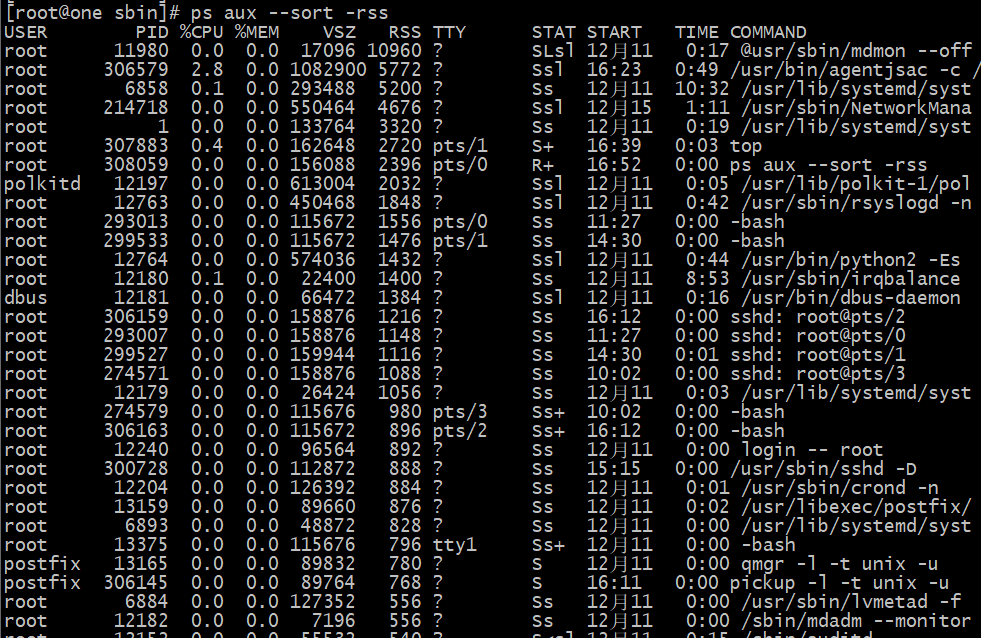 [root@one sbin]# ps aux --sort -rss
USER PID %CPU %MEM VSZ RSS TTY STAT START TIME COMMAND
root 11980 0.0 0.0 17096 10960 ? SLsl 12月11 0:17 @usr/sbin/mdmon --off
root 306579 2.8 0.0 1082900 5772 ? Ssl 16:23 0:49 /usr/bin/agentjsac -c /
root 6858 0.1 0.0 293488 5200 ? Ss 12月11 10:32 /usr/lib/systemd/syst
root 214718 0.0 0.0 550464 4676 ? Ssl 12月15 1:11 /usr/sbin/NetworkMana
root 1 0.0 0.0 133764 3320 ? Ss 12月11 0:19 /usr/lib/systemd/syst
root 307883 0.4 0.0 162648 2720 pts/1 S+ 16:39 0:03 top
root 308059 0.0 0.0 156088 2396 pts/0 R+ 16:52 0:00 ps aux --sort -rss
polkitd 12197 0.0 0.0 613004 2032 ? Ssl 12月11 0:05 /usr/lib/polkit-1/pol
root 12763 0.0 0.0 450468 1848 ? Ssl 12月11 0:42 /usr/sbin/rsyslogd -n
root 293013 0.0 0.0 115672 1556 pts/0 Ss 11:27 0:00 -bash
root 299533 0.0 0.0 115672 1476 pts/1 Ss 14:30 0:00 -bash
root 12764 0.0 0.0 574036 1432 ? Ssl 12月11 0:44 /usr/bin/python2 -Es
root 12180 0.1 0.0 22400 1400 ? Ss 12月11 8:53 /usr/sbin/irqbalance
dbus 12181 0.0 0.0 66472 1384 ? Ssl 12月11 0:16 /usr/bin/dbus-daemon
root 306159 0.0 0.0 158876 1216 ? Ss 16:12 0:00 sshd: root@pts/2
root 293007 0.0 0.0 158876 1148 ? Ss 11:27 0:00 sshd: root@pts/0
root 299527 0.0 0.0 159944 1116 ? Ss 14:30 0:01 sshd: root@pts/1
root 274571 0.0 0.0 158876 1088 ? Ss 10:02 0:00 sshd: root@pts/3
root 12179 0.0 0.0 26424 1056 ? Ss 12月11 0:03 /usr/lib/systemd/syst
root 274579 0.0 0.0 115676 980 pts/3 Ss+ 10:02 0:00 -bash
root 306163 0.0 0.0 115672 896 pts/2 Ss+ 16:12 0:00 -bash
root 12240 0.0 0.0 96564 892 ? Ss 12月11 0:00 login -- root
root 300728 0.0 0.0 112872 888 ? Ss 15:15 0:00 /usr/sbin/sshd -D
root 12204 0.0 0.0 126392 884 ? Ss 12月11 0:01 /usr/sbin/crond -n
root 13159 0.0 0.0 89660 876 ? Ss 12月11 0:02 /usr/libexec/postfix/
root 6893 0.0 0.0 48872 828 ? Ss 12月11 0:00 /usr/lib/systemd/syst
root 13375 0.0 0.0 115676 796 tty1 Ss+ 12月11 0:00 -bash
postfix 13165 0.0 0.0 89832 780 ? S 12月11 0:00 qmgr -l -t unix -u
postfix 306145 0.0 0.0 89764 768 ? S 16:11 0:00 pickup -l -t unix -u
root 6884 0.0 0.0 127352 556 ? Ss 12月11 0:00 /usr/sbin/lvmetad -f
root 12182 0.0 0.0 7196 556 ? Ss 12月11 0:00 /sbin/mdadm --monitor